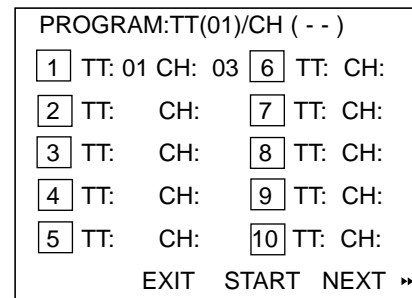 PROGRAM:TT(01)/CH ( - - )
1 TT: 01 CH: 03 6 TT: CH:
2 TT: CH: 7 TT: CH:
3 TT: CH: 8 TT: CH:
4 TT: CH: 9 TT: CH:
5 TT: CH: 10 TT: CH:
EXIT START NEXT ⏩